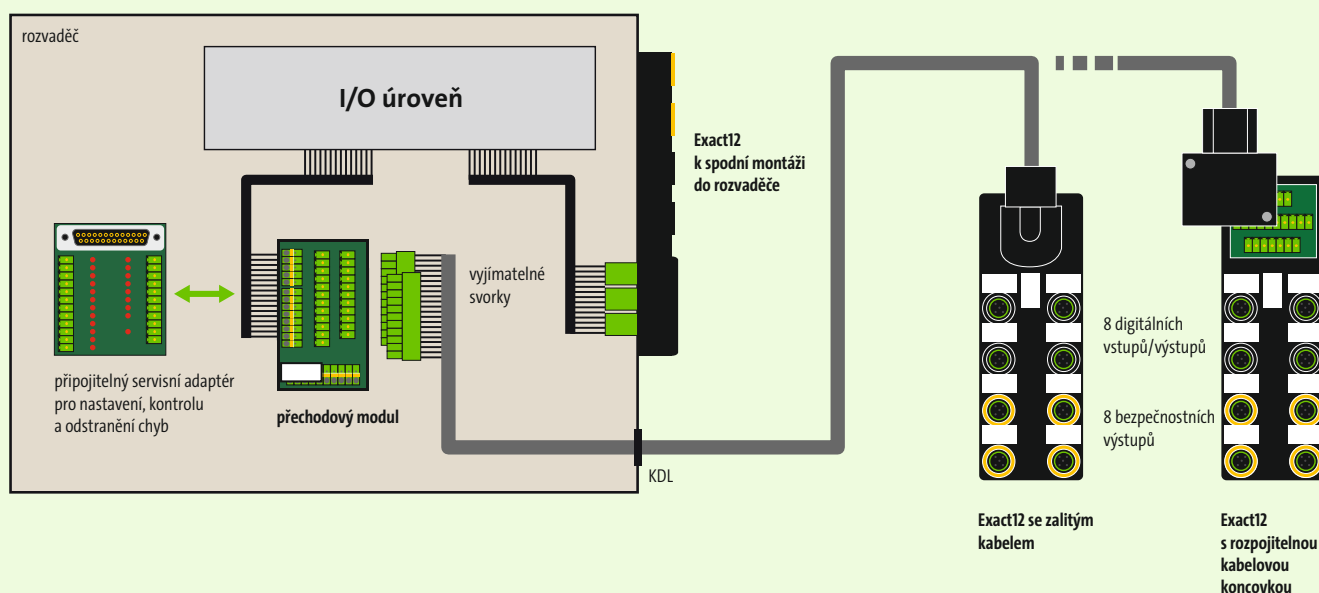 rozvaděč
I/O úroveň
Exact12
k spodní montáži
do rozvaděče
vyjímatelné
svorky
připojitelný servisní adaptér
pro nastavení, kontrolu
a odstranění chyb
přechodový modul
KDL
8 digitálních
vstupů/výstupů
8 bezpečnostních
výstupů
Exact12 se zalitým
kabelem
Exact12
s rozpojitelnou
kabelovou
koncovkou